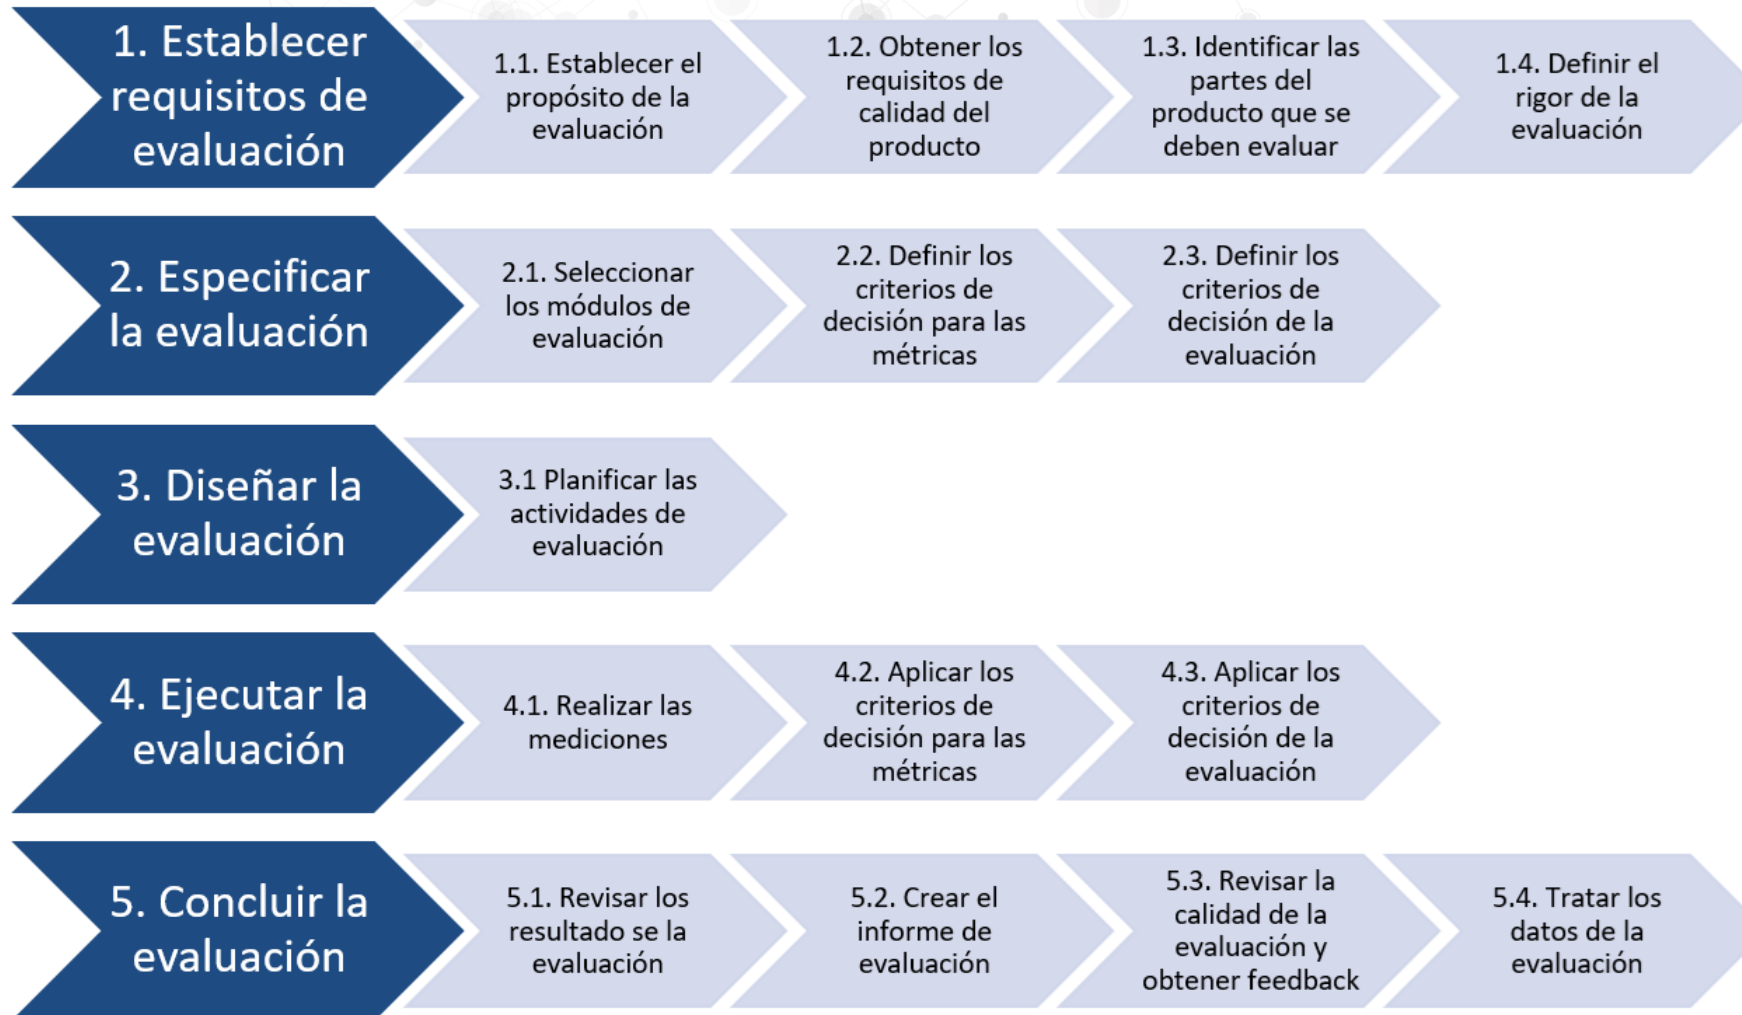 1. Establecer
requisitos de
evaluación
1.1. Establecer el
propósito de la
evaluación
1.2. Obtener los
requisitos de
calidad del
producto
1.3. Identificar las
partes del
producto que se
deben evaluar
1.4. Definir el
rigor de la
evaluación
2. Especificar
la evaluación
2.1. Seleccionar
los módulos de
evaluación
2.2. Definir los
criterios de
decisión para las
métricas
2.3. Definir los
criterios de
decisión de la
evaluación
3. Diseñar la
evaluación
3.1 Planificar las
actividades de
evaluación
4. Ejecutar la
evaluación
4.1. Realizar las
mediciones
4.2. Aplicar los
criterios de
decisión para las
métricas
4.3. Aplicar los
criterios de
decisión de la
evaluación
5. Concluir la
evaluación
5.1. Revisar los
resultado se la
evaluación
5.2. Crear el
informe de
evaluación
5.3. Revisar la
calidad de la
evaluación y
obtener feedback
5.4. Tratar los
datos de la
evaluación